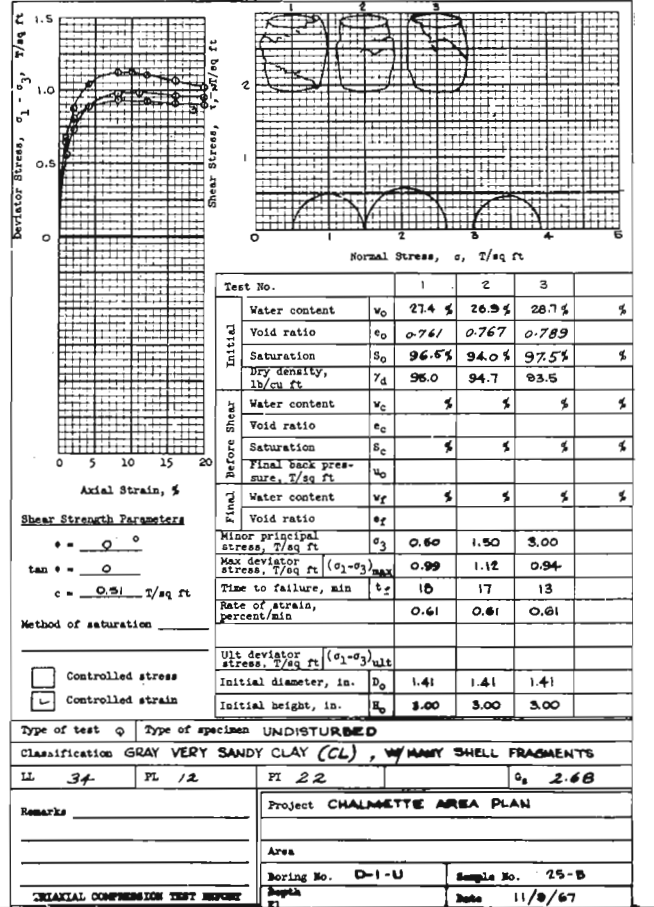 1 2 3
1.5
1.0
0.5
0
Deviator Stress, σ1 - σ3, T/sq ft
Shear Stress, τ, T/sq ft
2
1
0 1 2 3 4 5
Normal Stress, σ, T/sq ft
0 5 10 15 20
Axial Strain, %
Shear Strength Parameters
φ = 0 °
tan φ = 0
c = 0.51 T/sq ft
Method of saturation
Controlled stress
Controlled strain
Test No. 1 2 3
Initial
Water content w0 27.4 % 26.9 % 28.7 % %
Void ratio e0 0.761 0.767 0.789
Saturation S0 96.5 % 94.0 % 97.5 % %
Dry density, lb/cu ft γd 95.0 94.7 93.5
Before Shear
Water content wc % % % %
Void ratio ec
Saturation Sc % % % %
Final back pres-
sure, T/sq ft u0
Final
Water content wf % % % %
Void ratio ef
Minor principal
stress, T/sq ft σ3 0.50 1.50 3.00
Max deviator
stress, T/sq ft (σ1-σ3)max 0.99 1.12 0.94
Time to failure, min tf 18 17 13
Rate of strain,
percent/min 0.61 0.61 0.61
Ult deviator
stress, T/sq ft (σ1-σ3)ult
Initial diameter, in. D0 1.41 1.41 1.41
Initial height, in. H0 3.00 3.00 3.00
Type of test Q Type of specimen UNDISTURBED
Classification GRAY VERY SANDY CLAY (CL), W/ MANY SHELL FRAGMENTS
LL 34 PL 12 PI 22 Gs 2.68
Remarks
Project CHALMETTE AREA PLAN
Area
Boring No. D-1-U Sample No. 25-B
Depth
El
Date 11/8/67
TRIAXIAL COMPRESSION TEST REPORT